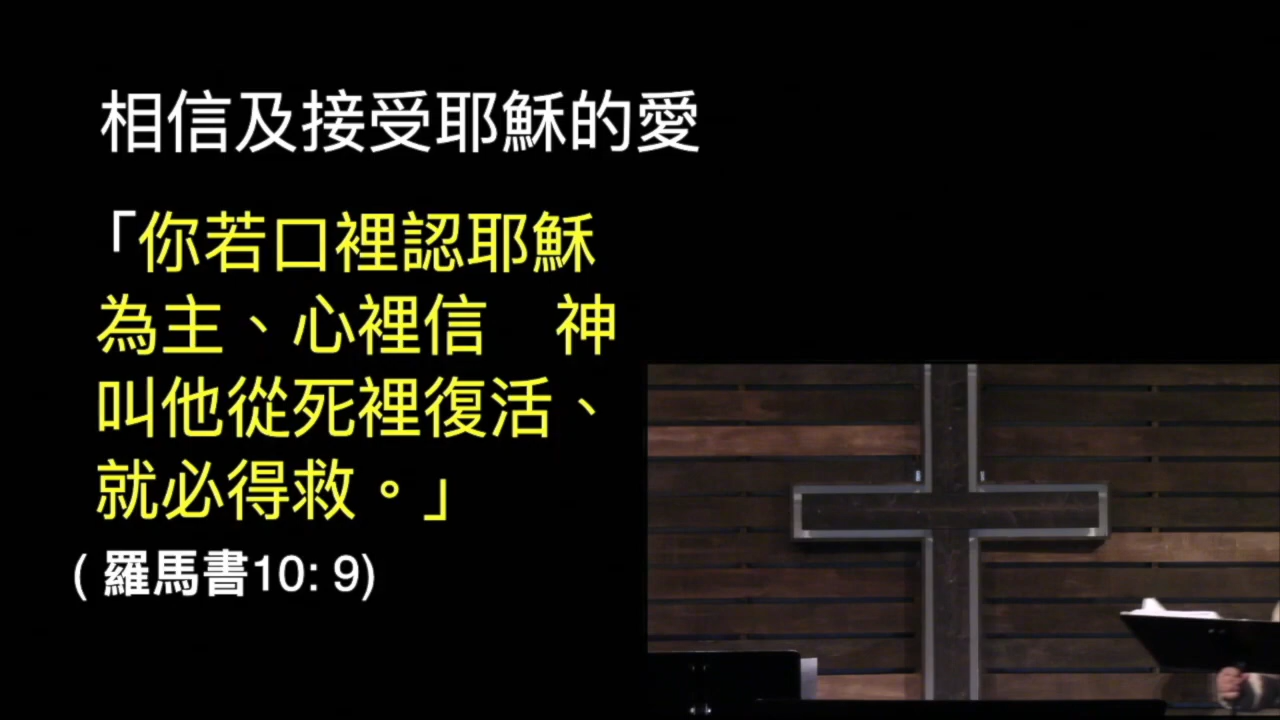 相信及接受耶穌的愛
「你若口裡認耶穌
為主、心裡信　神
叫他從死裡復活、
就必得救。」
( 羅馬書10: 9)